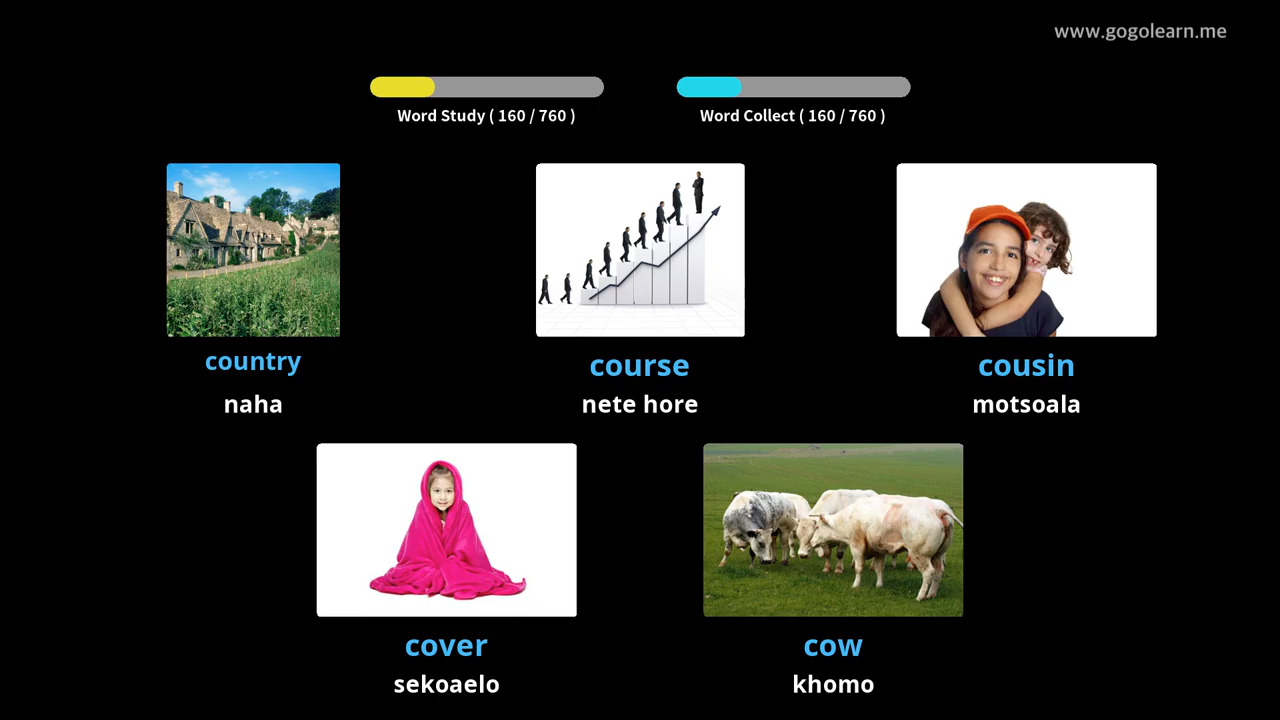 www.gogolearn.me
Word Study ( 160 / 760 )
Word Collect ( 160 / 760 )
country
naha
course
nete hore
cousin
motsoala
cover
sekoaelo
cow
khomo